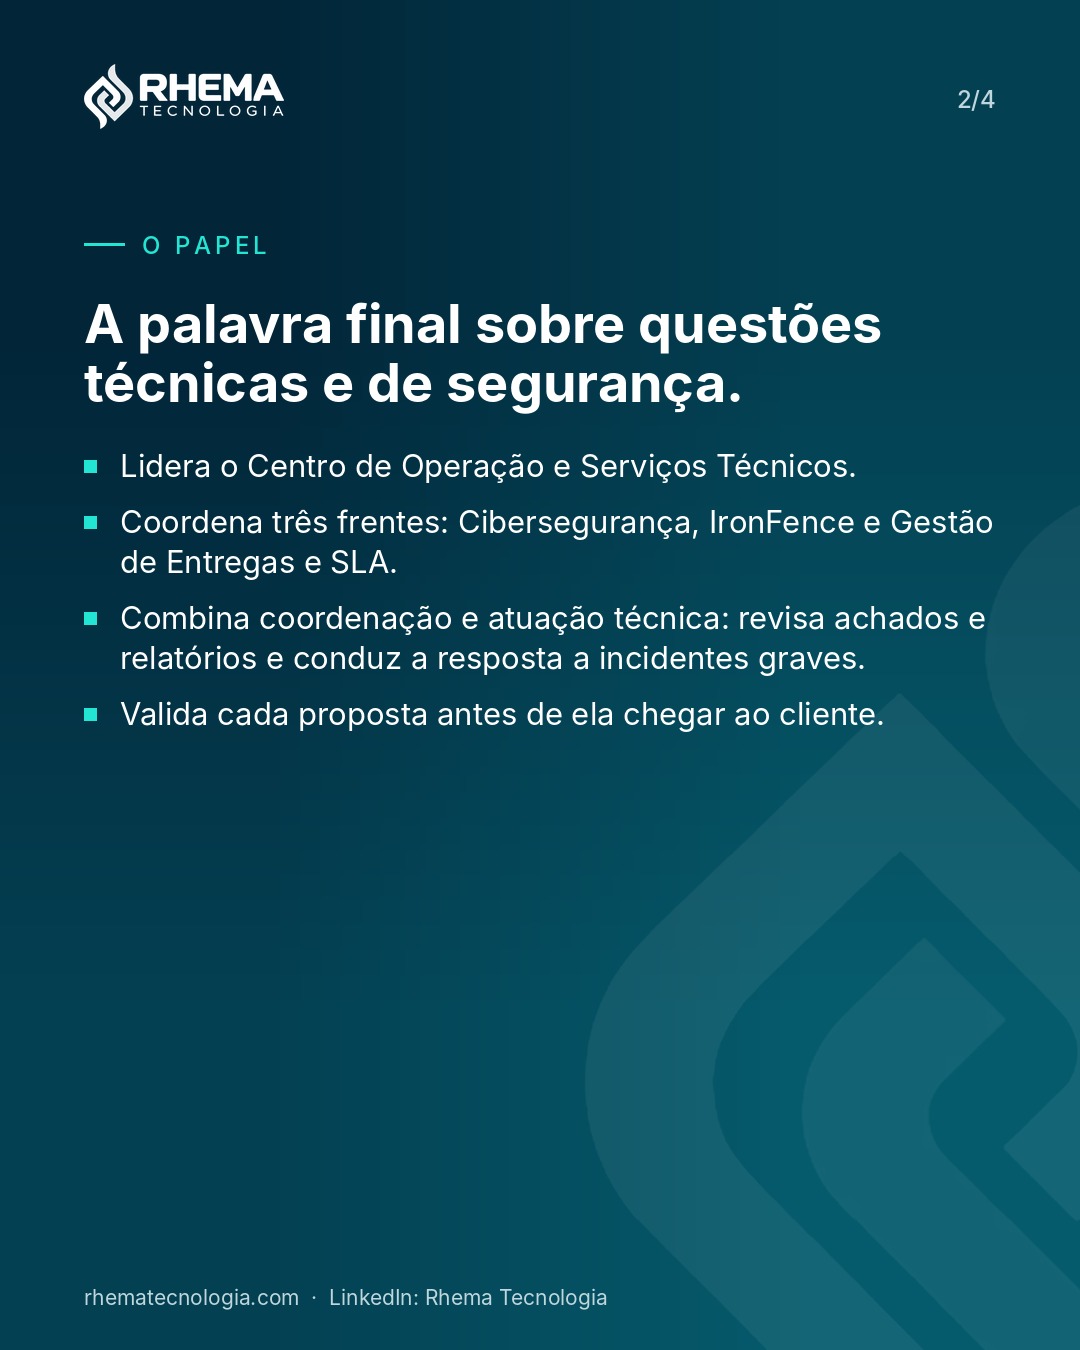 RHEMA
TECNOLOGIA
2/4
O PAPEL
A palavra final sobre questões
técnicas e de segurança.
Lidera o Centro de Operação e Serviços Técnicos.
Coordena três frentes: Cibersegurança, IronFence e Gestão
de Entregas e SLA.
Combina coordenação e atuação técnica: revisa achados e
relatórios e conduz a resposta a incidentes graves.
Valida cada proposta antes de ela chegar ao cliente.
rhematecnologia.com · LinkedIn: Rhema Tecnologia